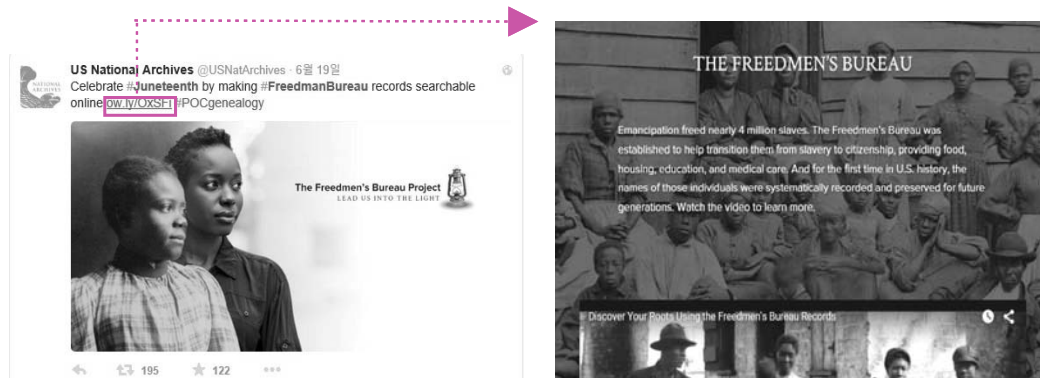 US National Archives @USNatArchives · 6월 19일
Celebrate #Juneteenth by making #FreedmanBureau records searchable
online ow.ly/OxSFI #POCgenealogy
NATIONAL
ARCHIVES
The Freedmen's Bureau Project
LEAD US INTO THE LIGHT
195
122
THE FREEDMEN'S BUREAU
Emancipation freed nearly 4 million slaves. The Freedmen's Bureau was
established to help transition them from slavery to citizenship, providing food,
housing, education, and medical care. And for the first time in U.S. history, the
names of those individuals were systematically recorded and preserved for future
generations. Watch the video to learn more.
Discover Your Roots Using the Freedmen's Bureau Records